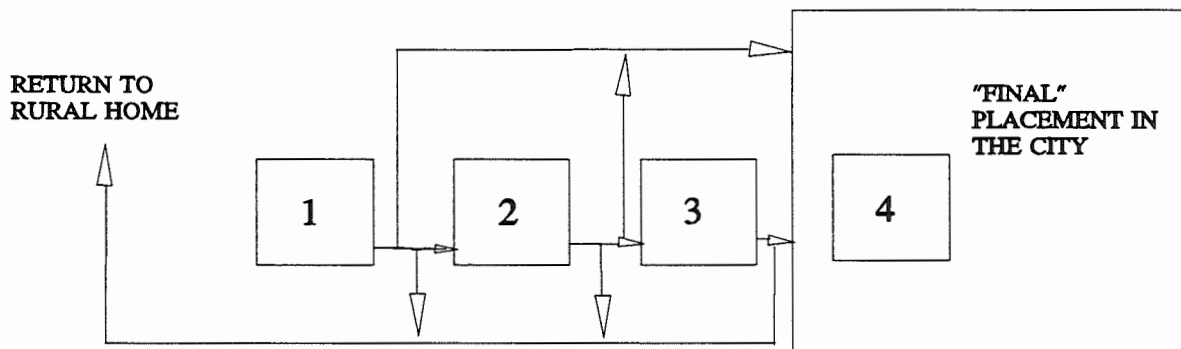 RETURN TO
RURAL HOME
"FINAL"
PLACEMENT IN
THE CITY
1
2
3
4